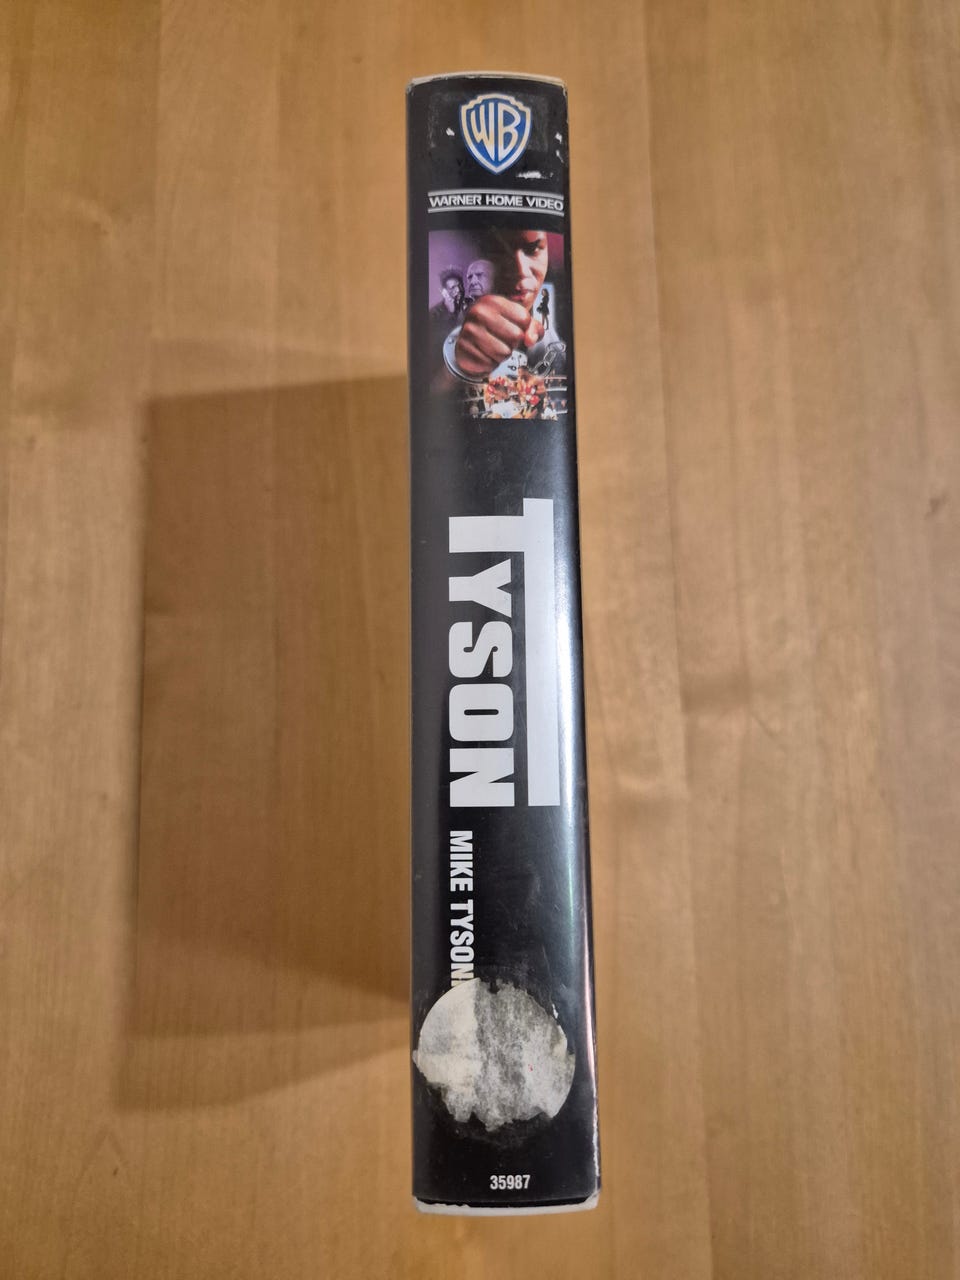 WB
WARNER HOME VIDEO
TYSON
MIKE TYSON
35987